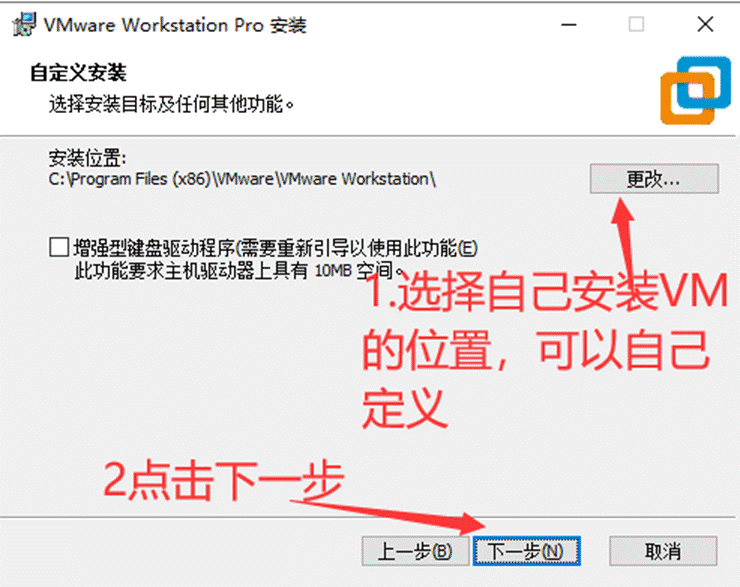 VMware Workstation Pro 安装
自定义安装
选择安装目标及任何其他功能。
安装位置:
C:\Program Files (x86)\VMware\VMware Workstation\
更改...
增强型键盘驱动程序(需要重新引导以使用此功能(E)
此功能要求主机驱动器上具有 10MB 空间。
1.选择自己安装VM
的位置，可以自己
定义
2点击下一步
上一步(B)
下一步(N)
取消